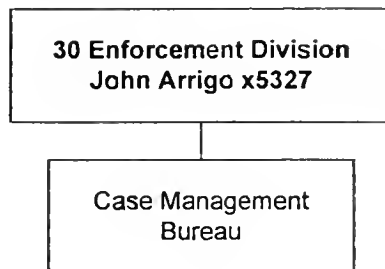 30 Enforcement Division
John Arrigo x5327
Case Management
Bureau